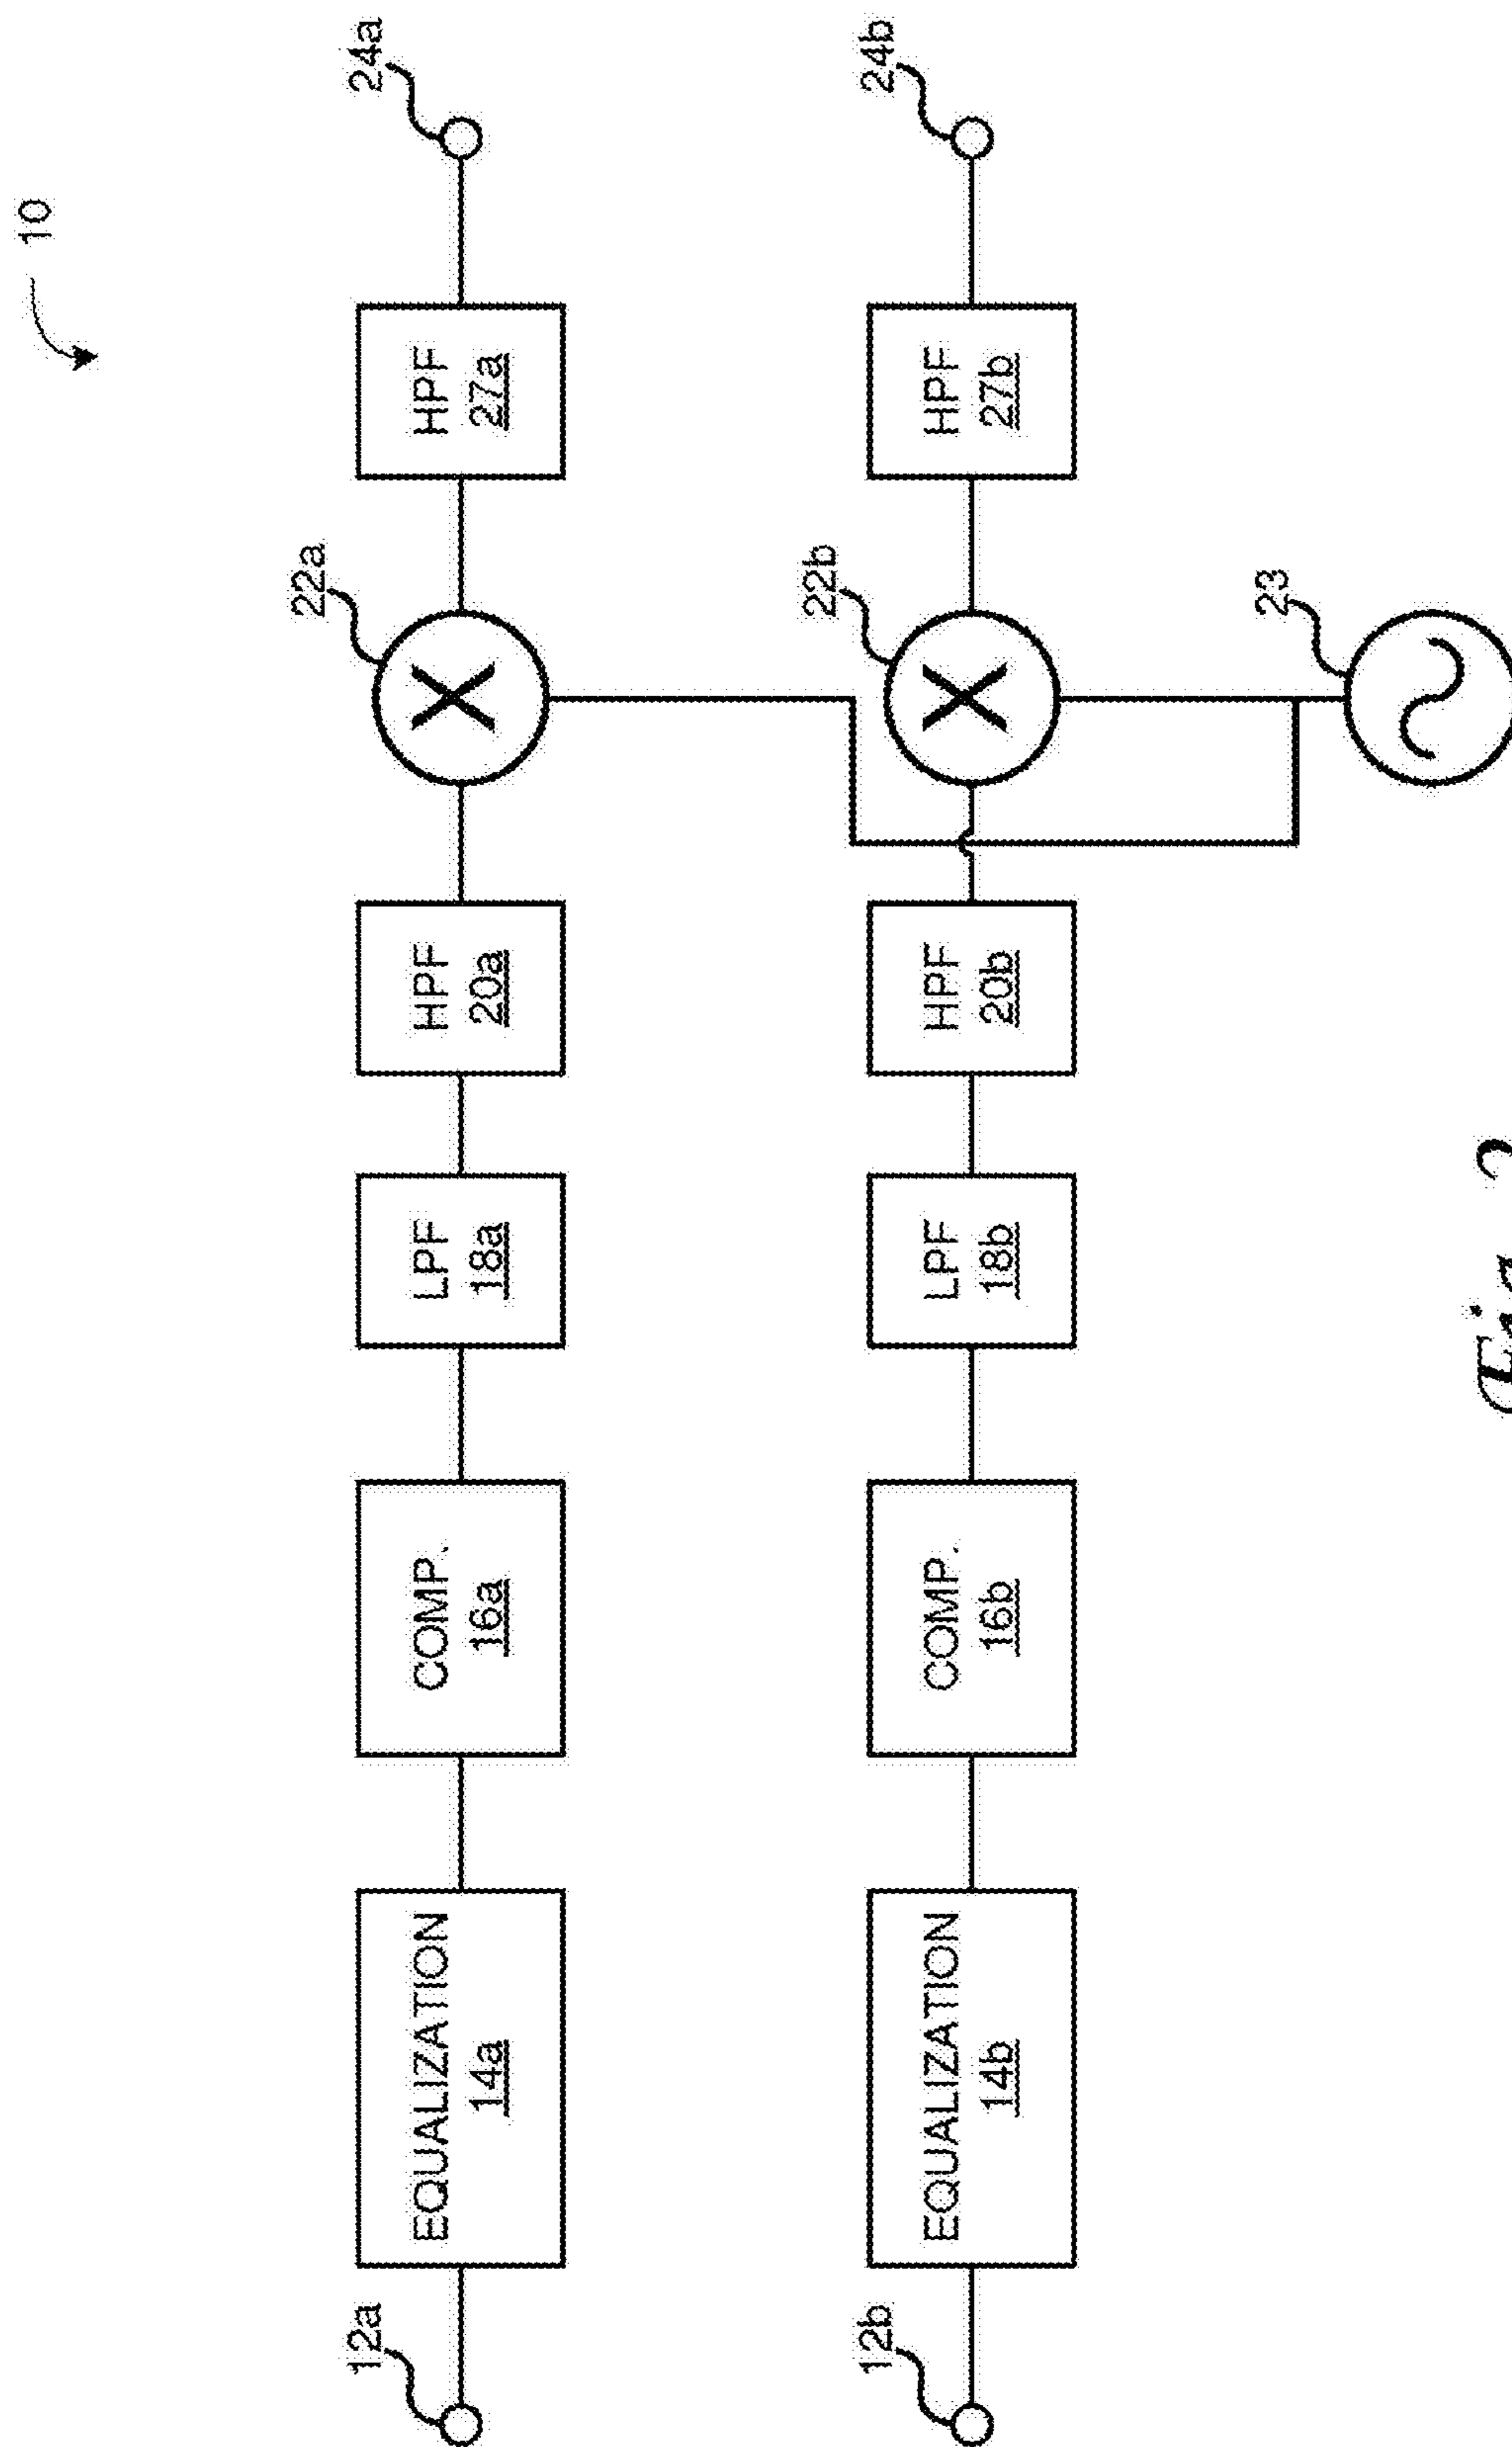 10
12a
EQUALIZATION
14a
COMP.
16a
LPF
18a
HPF
20a
22a
HPF
27a
24a
12b
EQUALIZATION
14b
COMP.
16b
LPF
18b
HPF
20b
22b
HPF
27b
24b
23